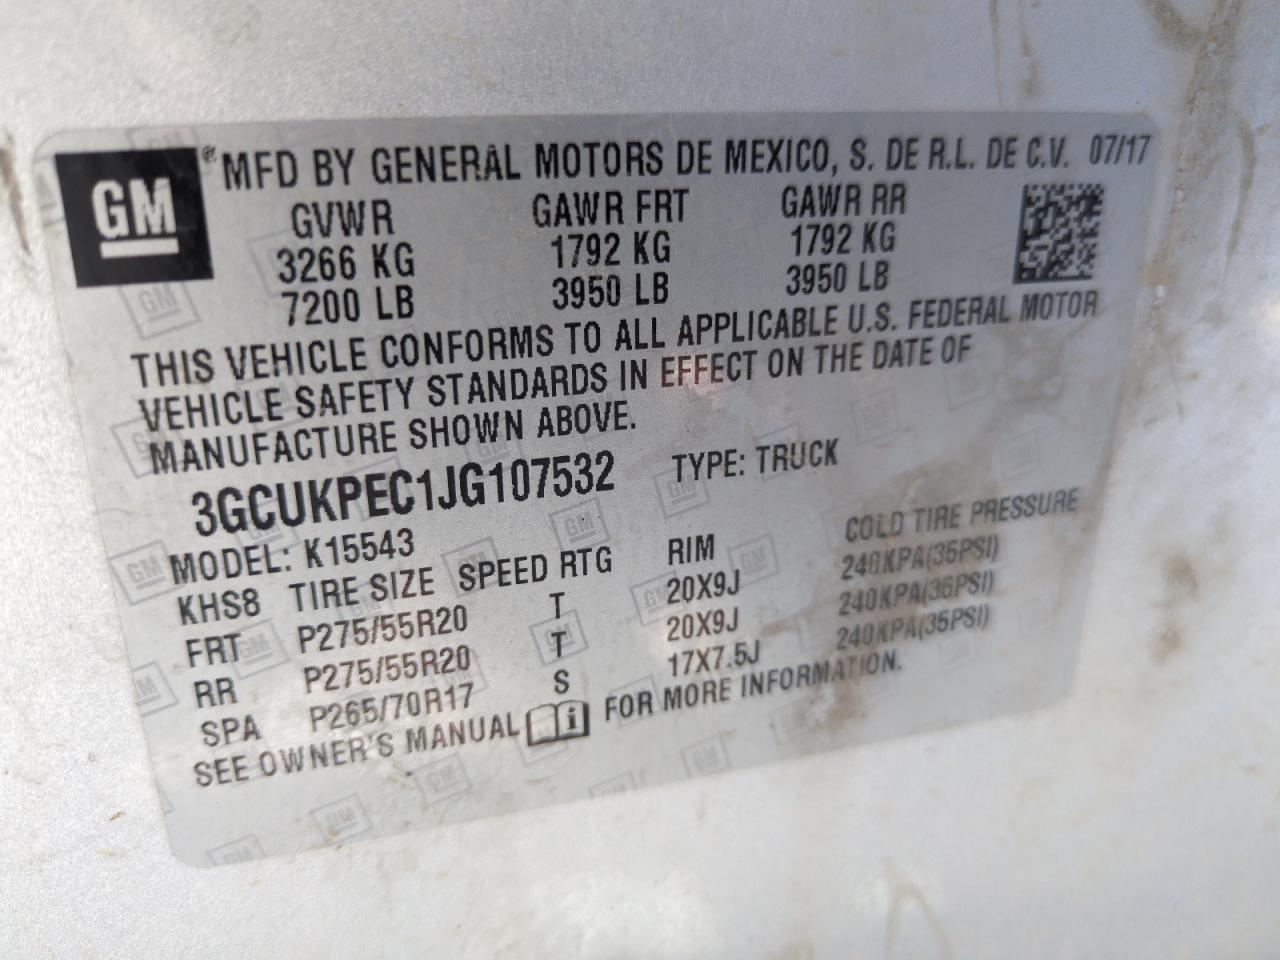 GM
® MFD BY GENERAL MOTORS DE MEXICO, S. DE R.L. DE C.V. 07/17
GVWR GAWR FRT GAWR RR
3266 KG 1792 KG 1792 KG
7200 LB 3950 LB 3950 LB
THIS VEHICLE CONFORMS TO ALL APPLICABLE U.S. FEDERAL MOTOR
VEHICLE SAFETY STANDARDS IN EFFECT ON THE DATE OF
MANUFACTURE SHOWN ABOVE.
3GCUKPEC1JG107532 TYPE: TRUCK
MODEL: K15543
KHS8 TIRE SIZE SPEED RTG RIM COLD TIRE PRESSURE
FRT P275/55R20 T 20X9J 240KPA(35PSI)
RR P275/55R20 T 20X9J 240KPA(35PSI)
SPA P265/70R17 S 17X7.5J 240KPA(35PSI)
SEE OWNER'S MANUAL i FOR MORE INFORMATION.